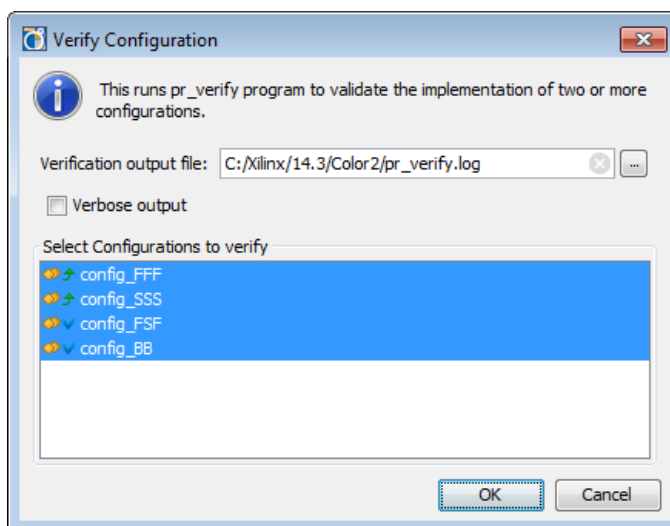 Verify Configuration
This runs pr_verify program to validate the implementation of two or more
configurations.
Verification output file: C:/Xilinx/14.3/Color2/pr_verify.log ...
Verbose output
Select Configurations to verify
config_FFF
config_SSS
config_FSF
config_BB
OK Cancel